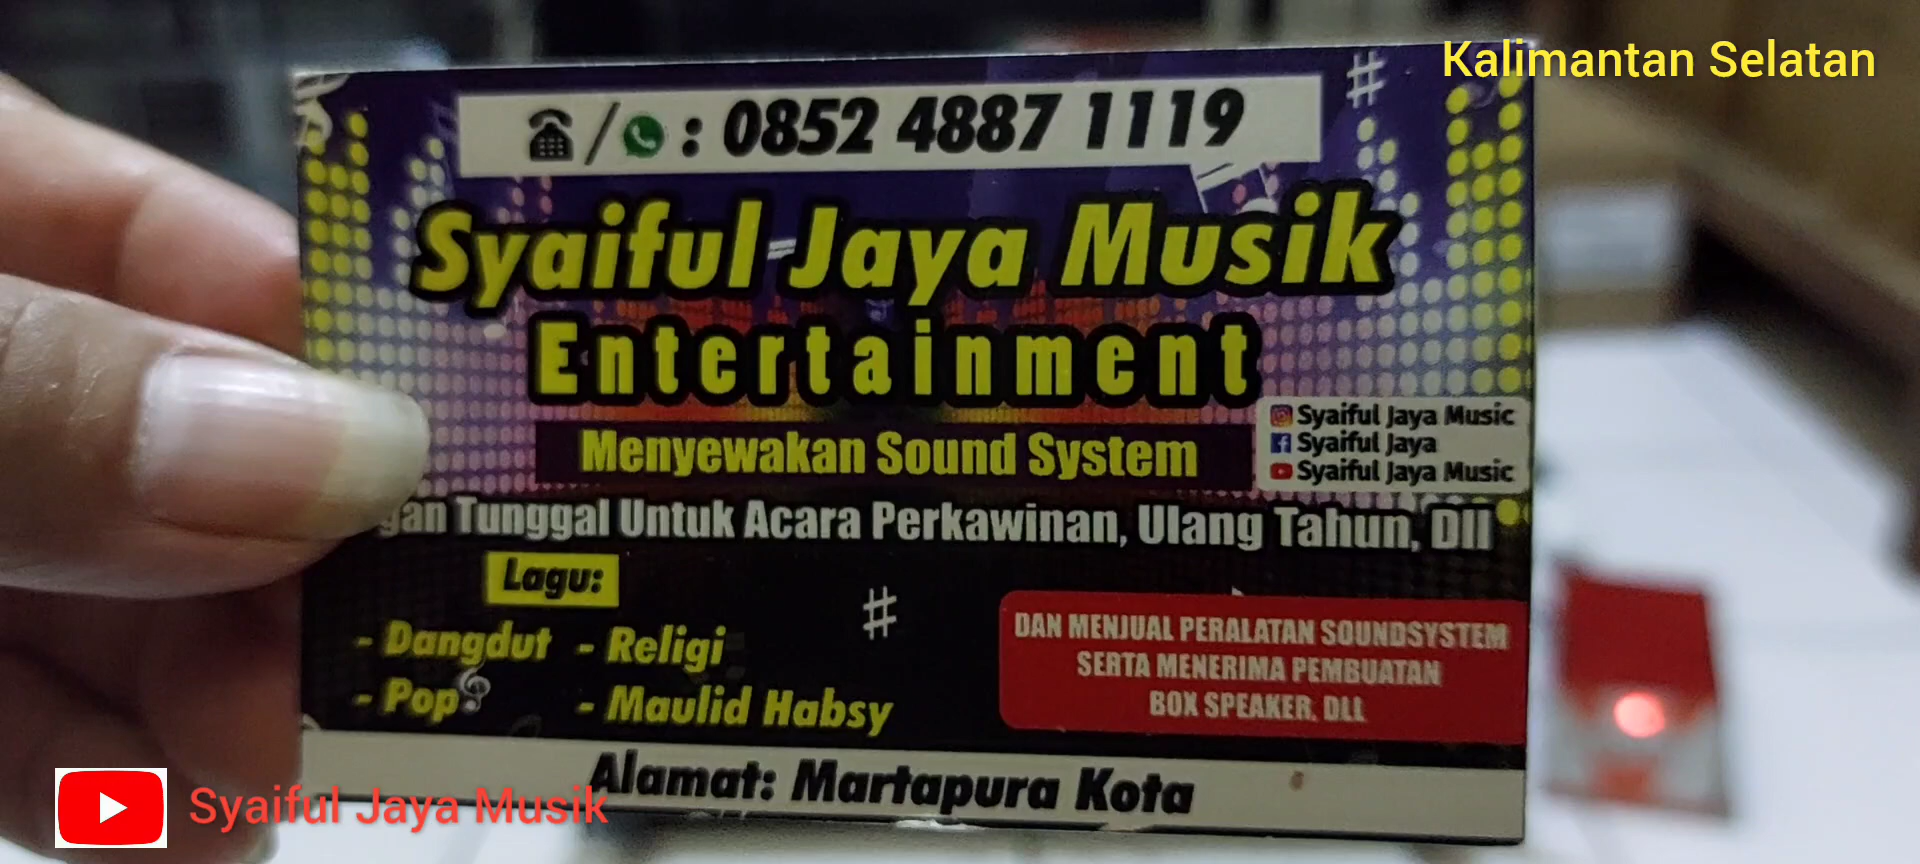 Kalimantan Selatan
: 0852 4887 1119
Syaiful Jaya Musik
Entertainment
Menyewakan Sound System
Syaiful Jaya Music
Syaiful Jaya
Syaiful Jaya Music
gan Tunggal Untuk Acara Perkawinan, Ulang Tahun, Dll
Lagu:
- Dangdut - Religi
- Pop - Maulid Habsy
DAN MENJUAL PERALATAN SOUNDSYSTEM
SERTA MENERIMA PEMBUATAN
BOX SPEAKER, DLL
Alamat: Martapura Kota
Syaiful Jaya Musik